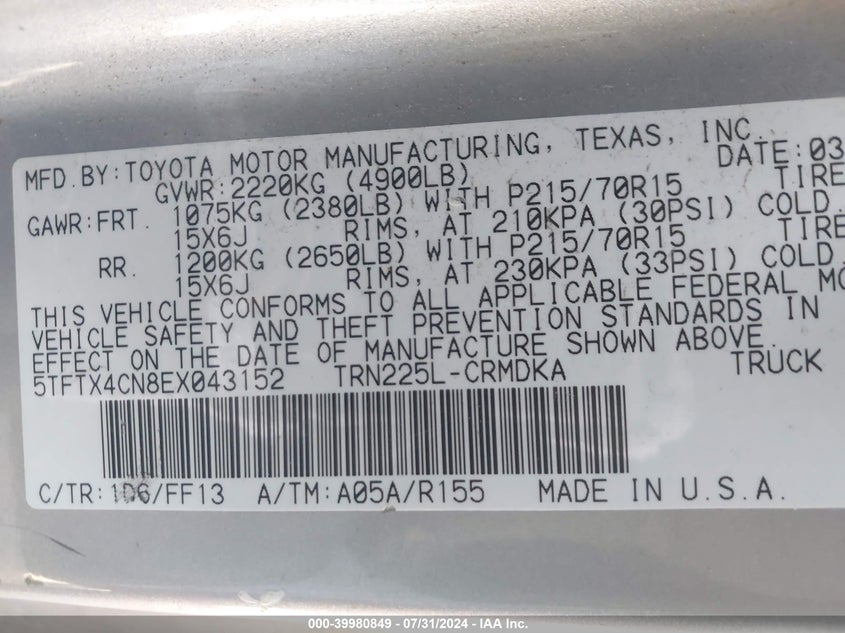 MFD.BY:TOYOTA MOTOR MANUFACTURING, TEXAS, INC.
DATE:03
GVWR:2220KG (4900LB)
GAWR:FRT. 1075KG (2380LB) WITH P215/70R15 TIRE
15X6J RIMS, AT 210KPA (30PSI) COLD.
RR. 1200KG (2650LB) WITH P215/70R15 TIRE
15X6J RIMS, AT 230KPA (33PSI) COLD.
THIS VEHICLE CONFORMS TO ALL APPLICABLE FEDERAL MO
VEHICLE SAFETY AND THEFT PREVENTION STANDARDS IN
EFFECT ON THE DATE OF MANUFACTURE SHOWN ABOVE.
5TFTX4CN8EX043152 TRN225L-CRMDKA TRUCK
C/TR:1D6/FF13 A/TM:A05A/R155 MADE IN U.S.A.
000-39980849 / 07/31/2024 - IAA Inc.